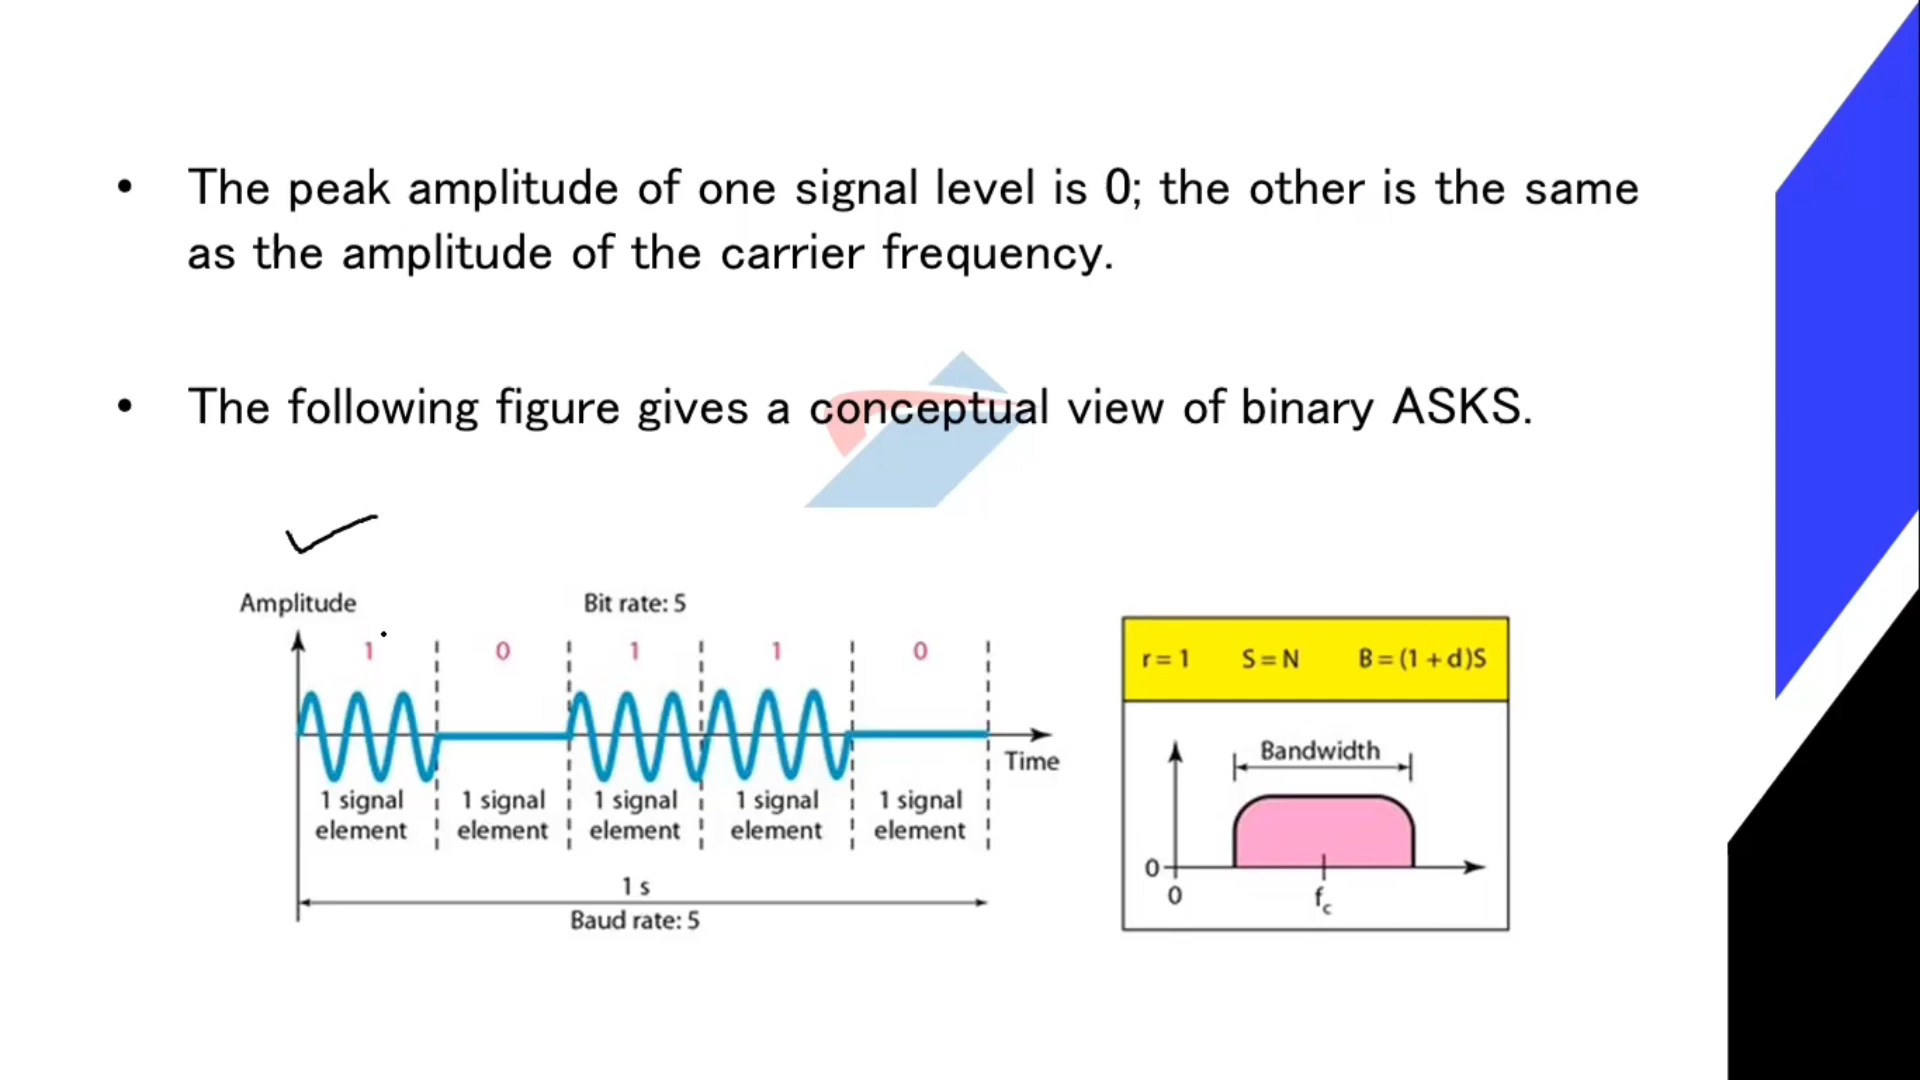 • The peak amplitude of one signal level is 0; the other is the same
as the amplitude of the carrier frequency.
• The following figure gives a conceptual view of binary ASKS.
Amplitude
Bit rate: 5
1 0 1 1 0
Time
1 signal element
1 signal element
1 signal element
1 signal element
1 signal element
1 s
Baud rate: 5
r = 1 S = N B = (1 + d)S
Bandwidth
0
0
fc